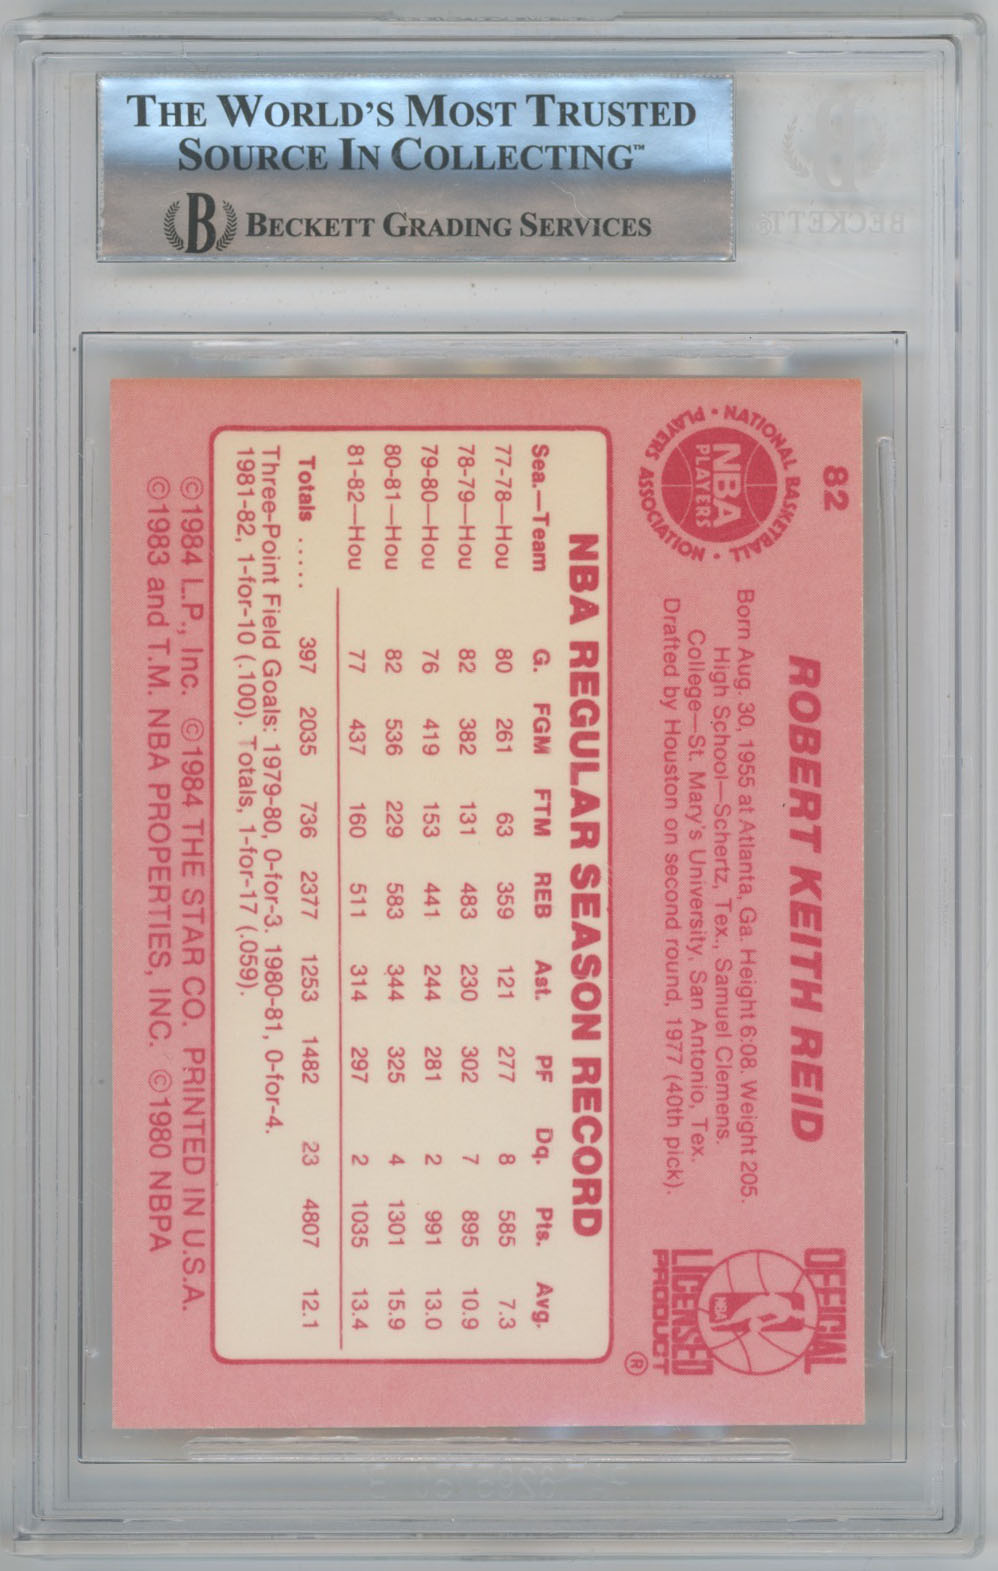 THE WORLD'S MOST TRUSTED
SOURCE IN COLLECTING™
B BECKETT GRADING SERVICES
BECKETT
82
NATIONAL BASKETBALL PLAYERS ASSOCIATION
NBA
PLAYERS
ROBERT KEITH REID
Born Aug. 30, 1955 at Atlanta, Ga. Height 6:08. Weight 205.
High School—Schertz, Tex., Samuel Clemens.
College—St. Mary's University, San Antonio, Tex.
Drafted by Houston on second round, 1977 (40th pick).
OFFICIAL
NBA
LICENSED
PRODUCT
®
NBA REGULAR SEASON RECORD
Sea.—Team G. FGM FTM REB Ast. PF Dq. Pts. Avg.
77-78—Hou 80 261 63 359 121 277 8 585 7.3
78-79—Hou 82 382 131 483 230 302 7 895 10.9
79-80—Hou 76 419 153 441 244 281 2 991 13.0
80-81—Hou 82 536 229 583 344 325 4 1301 15.9
81-82—Hou 77 437 160 511 314 297 2 1035 13.4
Totals ..... 397 2035 736 2377 1253 1482 23 4807 12.1
Three-Point Field Goals: 1979-80, 0-for-3. 1980-81, 0-for-4.
1981-82, 1-for-10 (.100). Totals, 1-for-17 (.059).
©1984 L.P., Inc. ©1984 THE STAR CO. PRINTED IN U.S.A.
©1983 and T.M. NBA PROPERTIES, INC. ©1980 NBPA